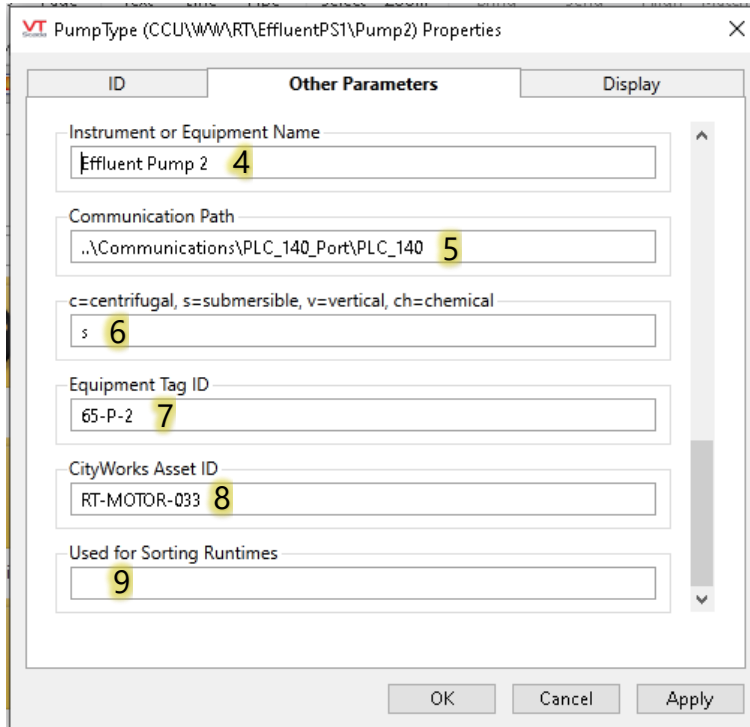 VT
Scada
PumpType (CCU\WW\RT\EffluentPS1\Pump2) Properties
ID
Other Parameters
Display
Instrument or Equipment Name
Effluent Pump 2 4
Communication Path
..\Communications\PLC_140_Port\PLC_140 5
c=centrifugal, s=submersible, v=vertical, ch=chemical
s 6
Equipment Tag ID
65-P-2 7
CityWorks Asset ID
RT-MOTOR-033 8
Used for Sorting Runtimes
9
OK
Cancel
Apply